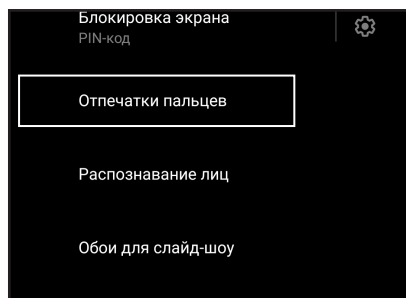 Блокировка экрана
PIN-код
Отпечатки пальцев
Распознавание лиц
Обои для слайд-шоу